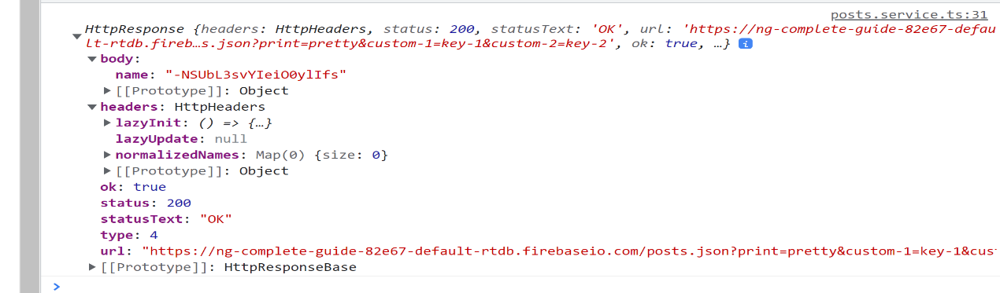 posts.service.ts:31
HttpResponse {headers: HttpHeaders, status: 200, statusText: 'OK', url: 'https://ng-complete-guide-82e67-defau
lt-rtdb.fireb…s.json?print=pretty&custom-1=key-1&custom-2=key-2', ok: true, …} i
body:
name: "-NSUbL3svYIeiO0ylIfs"
[[Prototype]]: Object
headers: HttpHeaders
lazyInit: () => {…}
lazyUpdate: null
normalizedNames: Map(0) {size: 0}
[[Prototype]]: Object
ok: true
status: 200
statusText: "OK"
type: 4
url: "https://ng-complete-guide-82e67-default-rtdb.firebaseio.com/posts.json?print=pretty&custom-1=key-1&cust
[[Prototype]]: HttpResponseBase
>